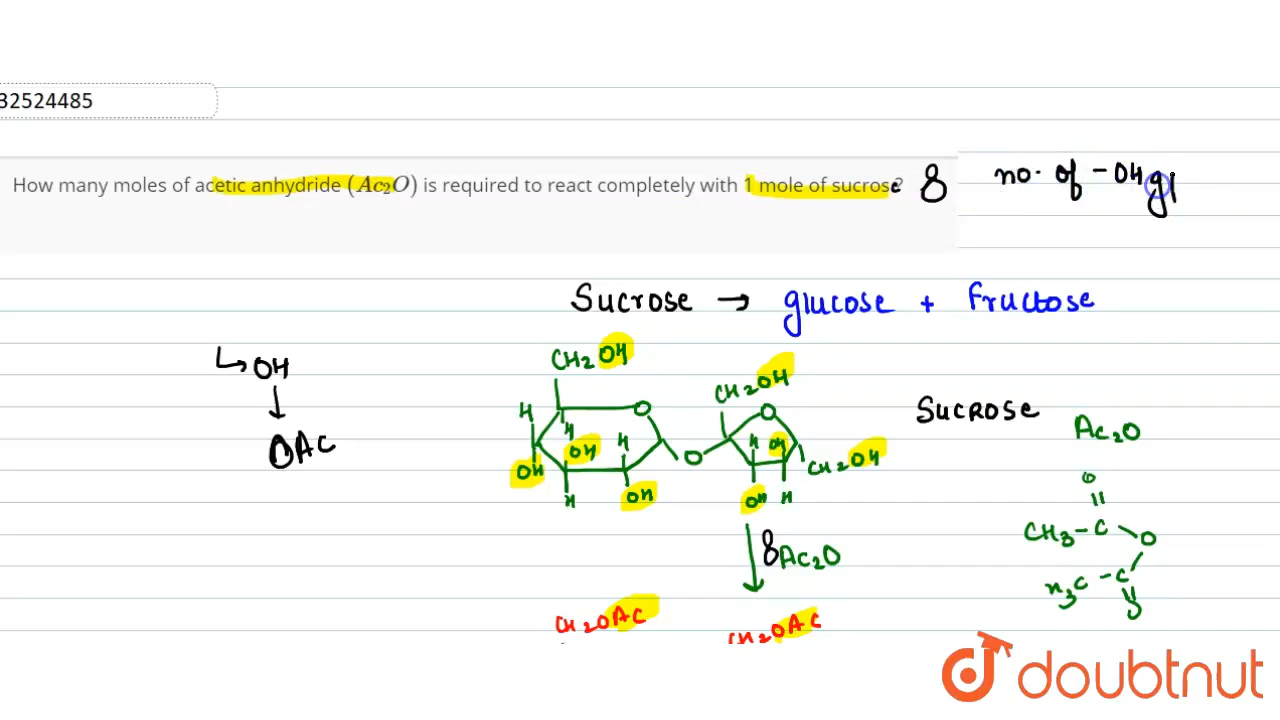 32524485
How many moles of acetic anhydride (Ac₂O) is required to react completely with 1 mole of sucrose? 8 no. of -OH gl
Sucrose → glucose + Fructose
↳ OH
↓
OAC
CH₂OH
CH₂OH
H
O
O
SUCROSE
H
OH
H
H
OH
Ac₂O
OH
O
CH₂OH
OH
OH
H
H
O
CH₃-C
O
H₃C-C
O
8Ac₂O
CH₂OAC
CH₂OAC
doubtnut